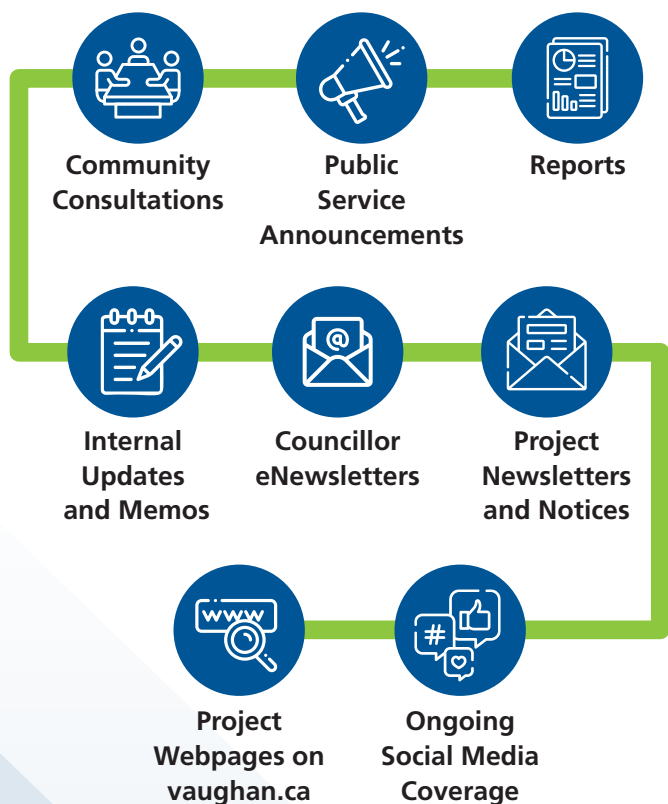 Community
Consultations
Public
Service
Announcements
Reports
Internal
Updates
and Memos
@
Councillor
eNewsletters
Project
Newsletters
and Notices
www
Project
Webpages on
vaughan.ca
#
Ongoing
Social Media
Coverage